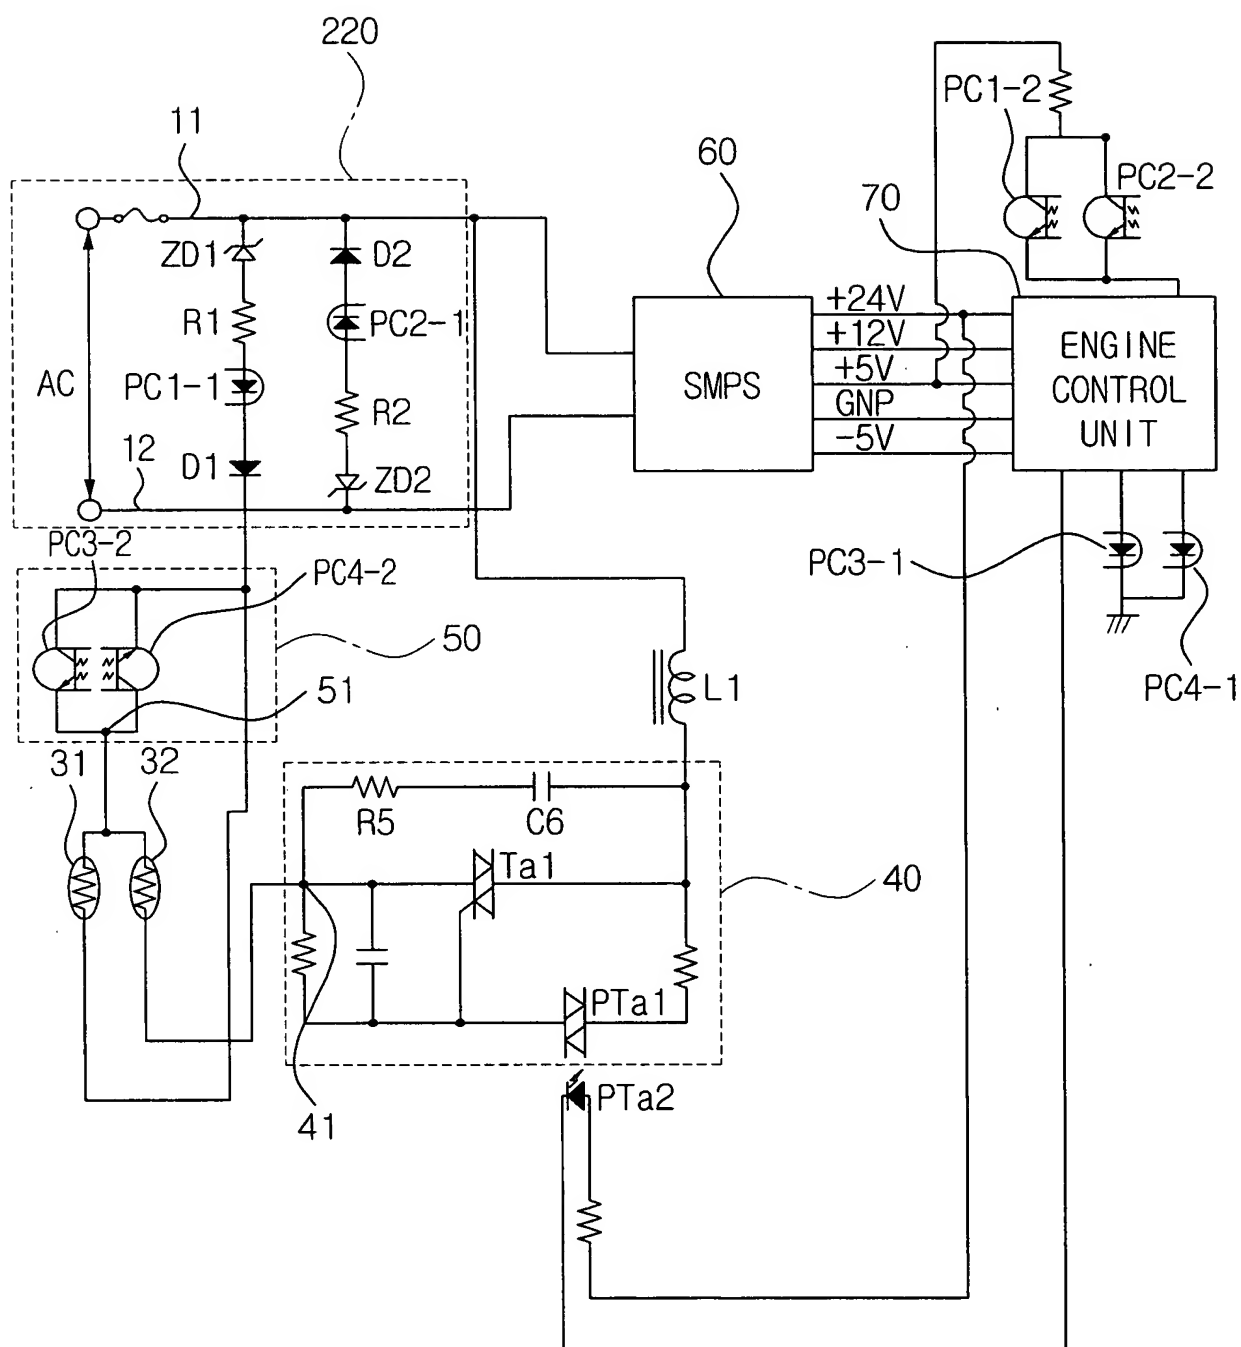 220
11
60
PC1-2
PC2-2
70
ZD1
D2
R1
PC2-1
AC
PC1-1
R2
12
D1
ZD2
SMPS
+24V
+12V
+5V
GNP
-5V
ENGINE
CONTROL
UNIT
PC3-2
PC4-2
50
51
PC3-1
PC4-1
L1
31
32
R5
C6
Ta1
40
PTa1
41
PTa2